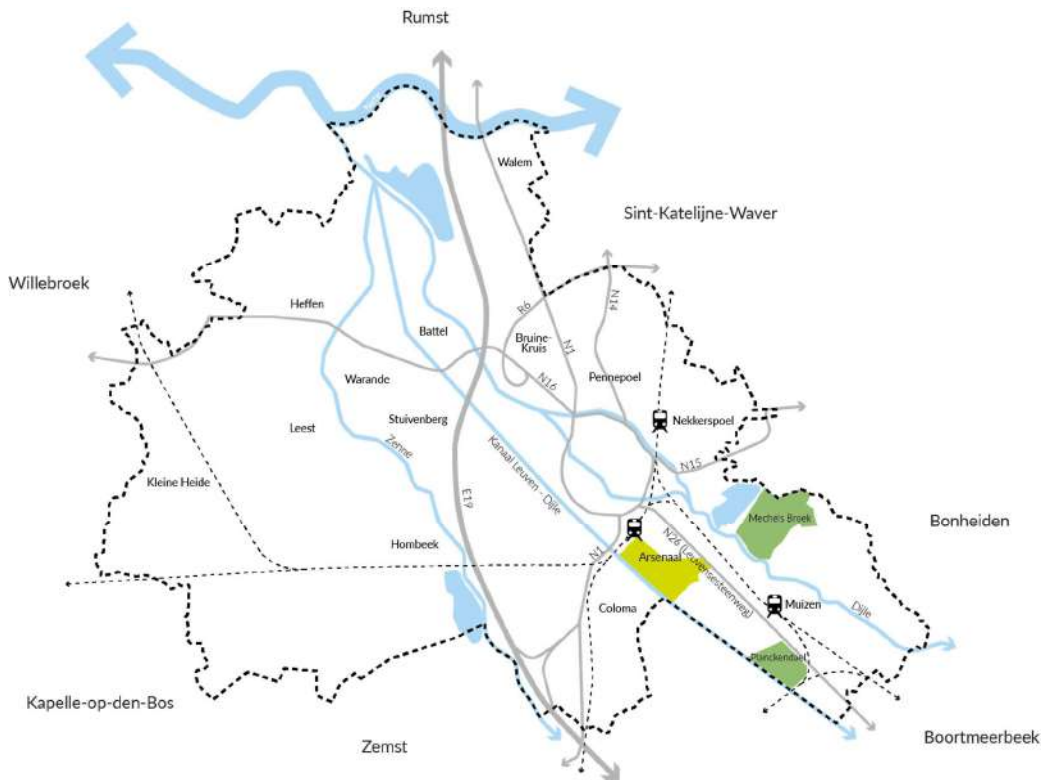 Rumst
Walem
Sint-Katelijne-Waver
Willebroek
Heffen
R6
N14
Battel
Bruine-
Kruis
N1
Pennepoel
Warande
N16
Stuivenberg
Nekkerspoel
Leest
Zenne
Kanaal Leuven - Dijle
N15
Kleine Heide
E19
Mechels Broek
Bonheiden
Hombeek
N1
Arsenaal
N26 (Leuvensesteenweg)
Coloma
Muizen
Dijle
Planckendael
Kapelle-op-den-Bos
Zemst
Boortmeerbeek